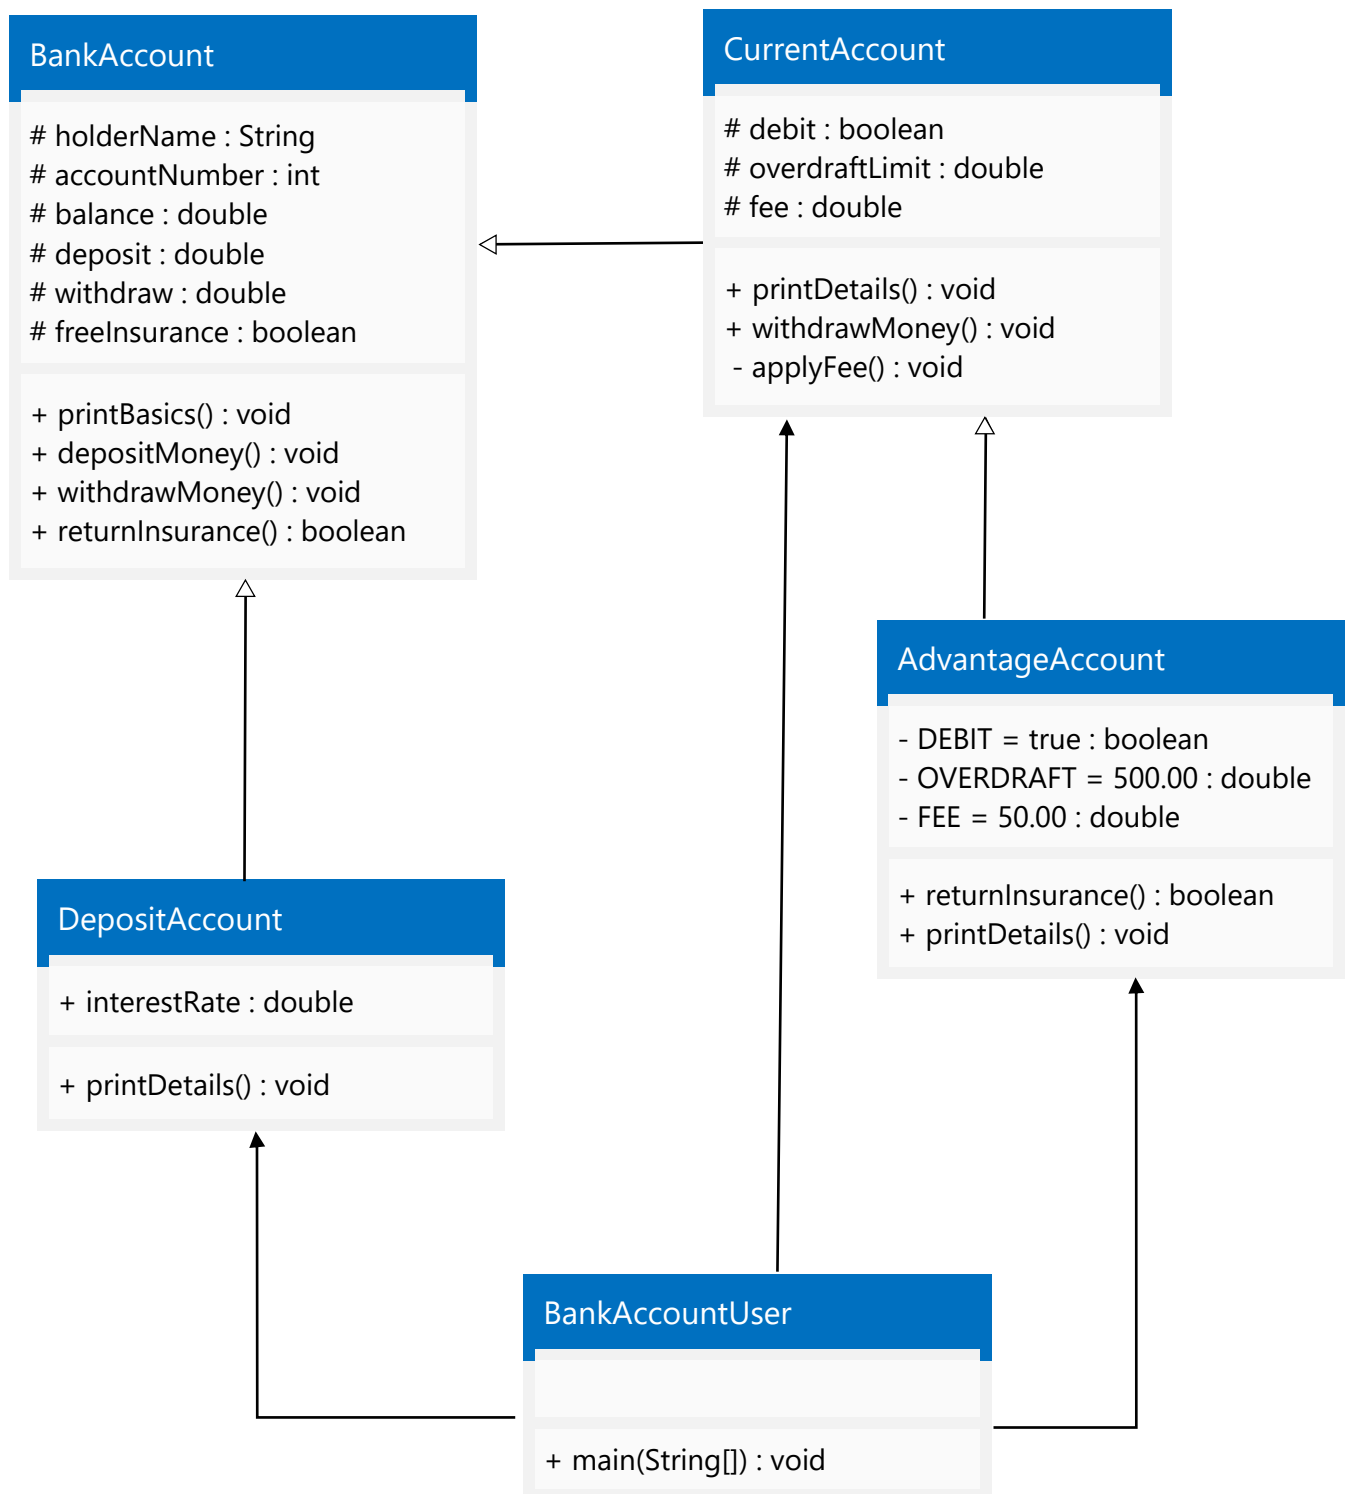 BankAccount
# holderName : String
# accountNumber : int
# balance : double
# deposit : double
# withdraw : double
# freeInsurance : boolean
+ printBasics() : void
+ depositMoney() : void
+ withdrawMoney() : void
+ returnInsurance() : boolean
CurrentAccount
# debit : boolean
# overdraftLimit : double
# fee : double
+ printDetails() : void
+ withdrawMoney() : void
- applyFee() : void
AdvantageAccount
- DEBIT = true : boolean
- OVERDRAFT = 500.00 : double
- FEE = 50.00 : double
+ returnInsurance() : boolean
+ printDetails() : void
DepositAccount
+ interestRate : double
+ printDetails() : void
BankAccountUser
+ main(String[]) : void